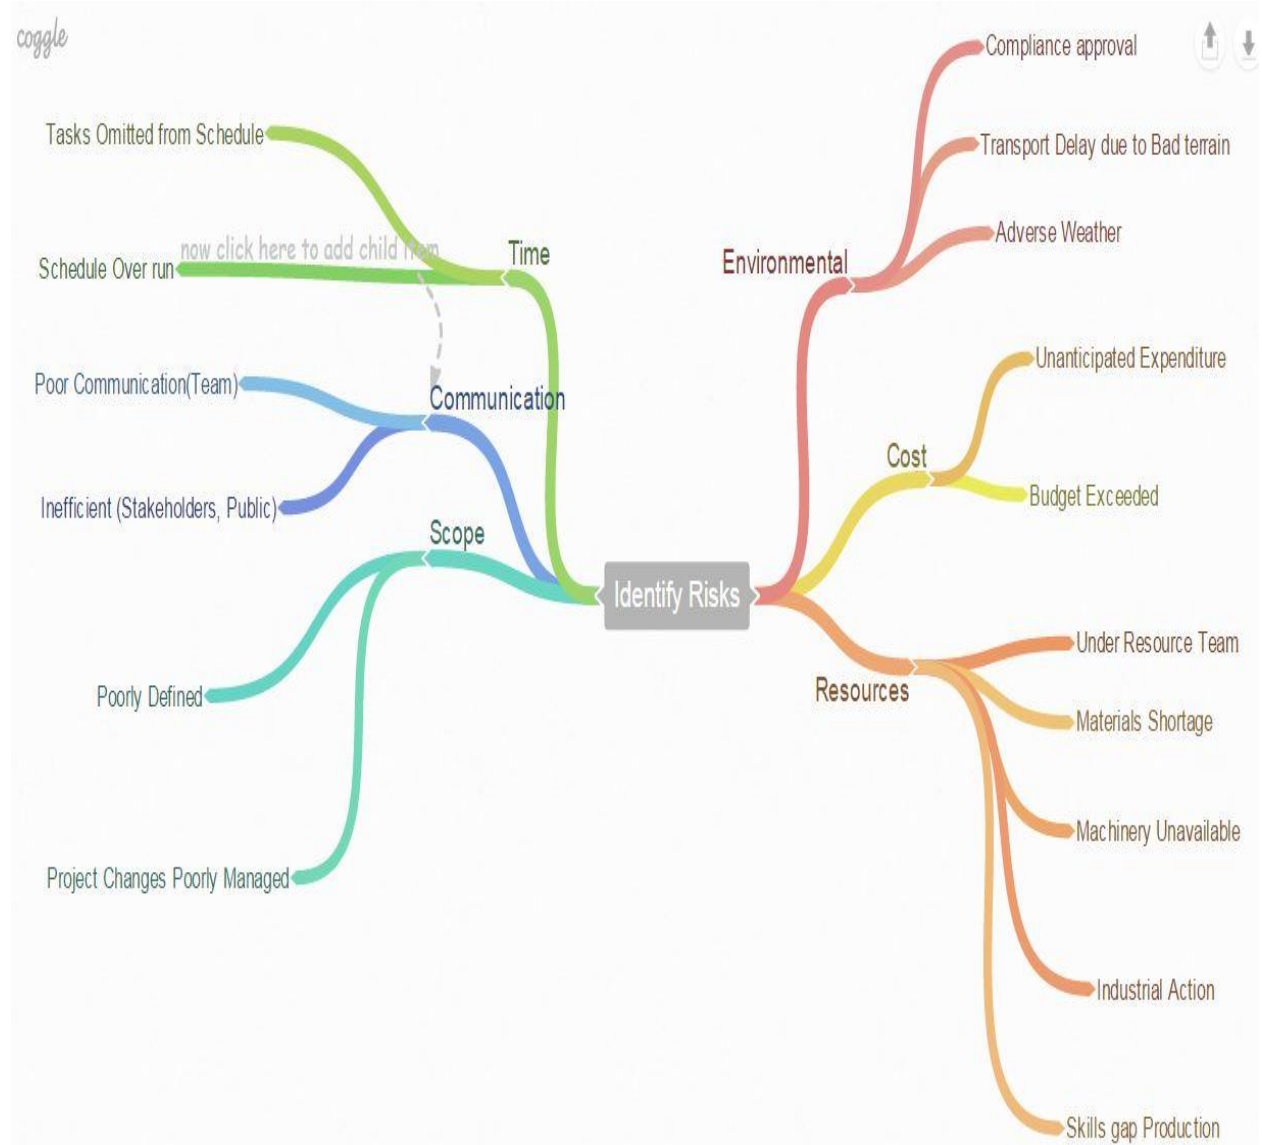 coggle
Tasks Omitted from Schedule
now click here to add child item
Schedule Over run
Time
Poor Communication(Team)
Communication
Inefficient (Stakeholders, Public)
Scope
Poorly Defined
Project Changes Poorly Managed
Identify Risks
Compliance approval
Transport Delay due to Bad terrain
Adverse Weather
Environmental
Unanticipated Expenditure
Cost
Budget Exceeded
Under Resource Team
Resources
Materials Shortage
Machinery Unavailable
Industrial Action
Skills gap Production